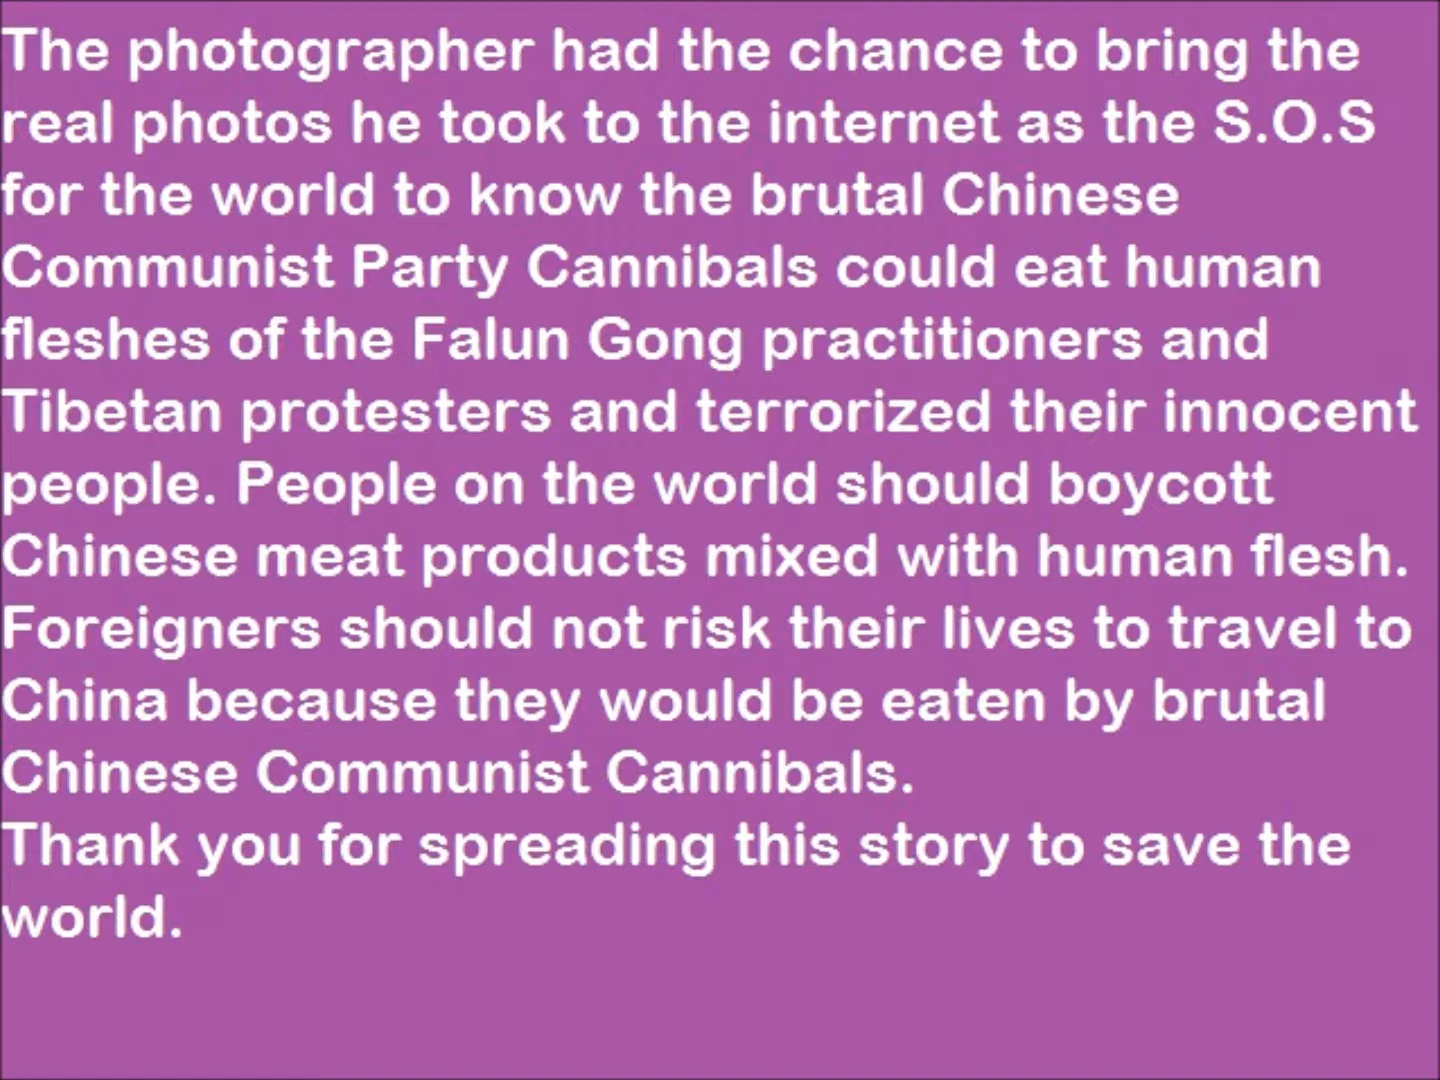 The photographer had the chance to bring the
real photos he took to the internet as the S.O.S
for the world to know the brutal Chinese
Communist Party Cannibals could eat human
fleshes of the Falun Gong practitioners and
Tibetan protesters and terrorized their innocent
people. People on the world should boycott
Chinese meat products mixed with human flesh.
Foreigners should not risk their lives to travel to
China because they would be eaten by brutal
Chinese Communist Cannibals.
Thank you for spreading this story to save the
world.